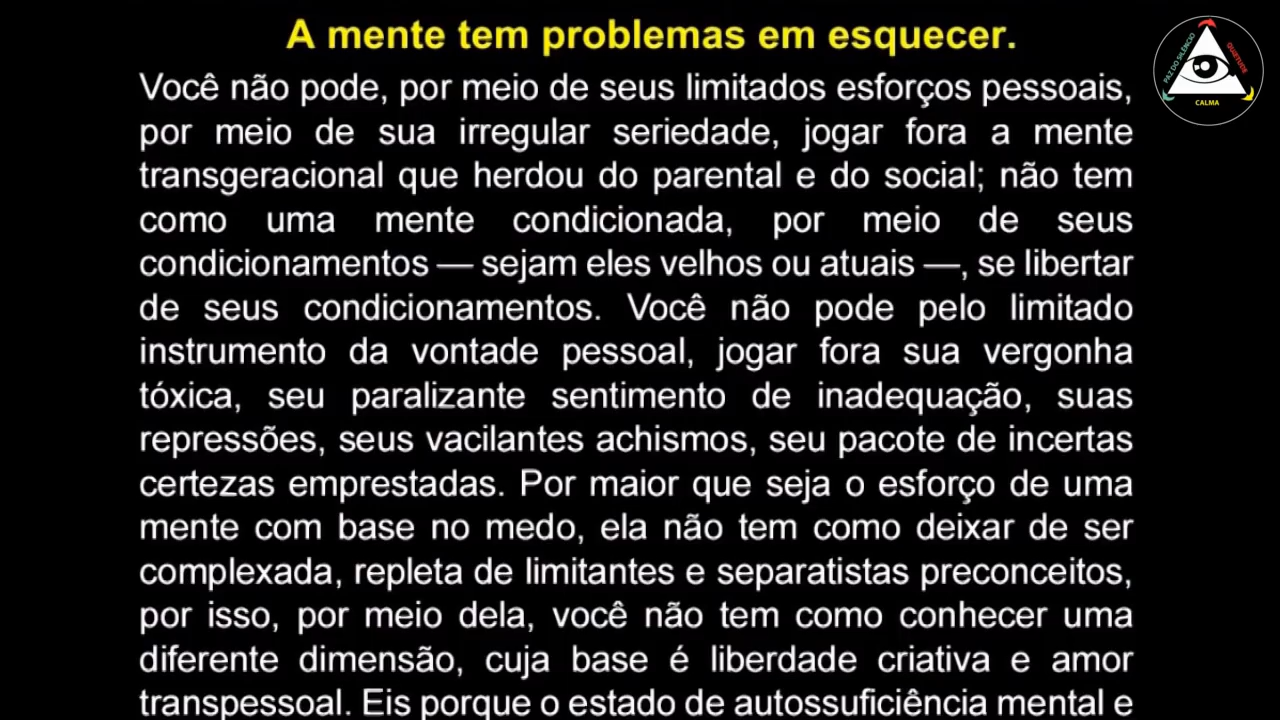 A mente tem problemas em esquecer.
Você não pode, por meio de seus limitados esforços pessoais,
por meio de sua irregular seriedade, jogar fora a mente
transgeracional que herdou do parental e do social; não tem
como uma mente condicionada, por meio de seus
condicionamentos — sejam eles velhos ou atuais —, se libertar
de seus condicionamentos. Você não pode pelo limitado
instrumento da vontade pessoal, jogar fora sua vergonha
tóxica, seu paralizante sentimento de inadequação, suas
repressões, seus vacilantes achismos, seu pacote de incertas
certezas emprestadas. Por maior que seja o esforço de uma
mente com base no medo, ela não tem como deixar de ser
complexada, repleta de limitantes e separatistas preconceitos,
por isso, por meio dela, você não tem como conhecer uma
diferente dimensão, cuja base é liberdade criativa e amor
transpessoal. Eis porque o estado de autossuficiência mental e
PAZ DO SILÊNCIO
QUIETUDE
CALMA